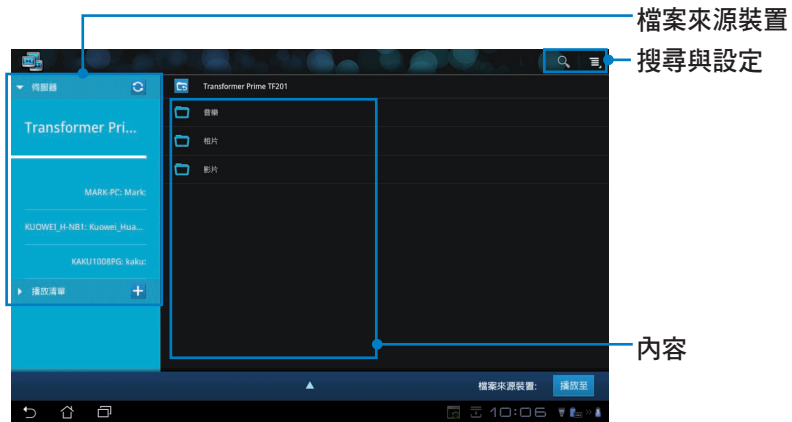 檔案來源裝置
搜尋與設定
伺服器
Transformer Prime TF201
Transformer Pri...
音樂
相片
影片
MARK-PC: Mark:
KUOWEI_H-NB1: Kuowei_Hua...
KAKU1008PG: kaku:
播放清單
內容
檔案來源裝置:
播放至
10:06